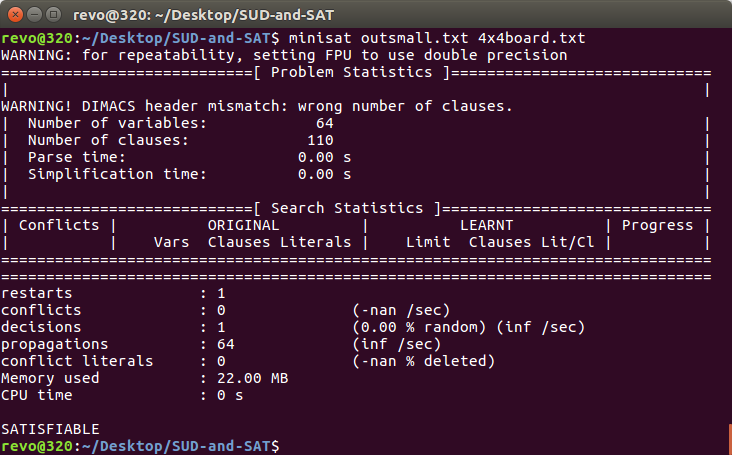 revo@320: ~/Desktop/SUD-and-SAT
revo@320:~/Desktop/SUD-and-SAT$ minisat outsmall.txt 4x4board.txt
WARNING: for repeatability, setting FPU to use double precision
============================[ Problem Statistics ]=============================
|                                                                             |
WARNING! DIMACS header mismatch: wrong number of clauses.
|  Number of variables:            64                                         |
|  Number of clauses:             110                                         |
|  Parse time:                   0.00 s                                       |
|  Simplification time:          0.00 s                                       |
|                                                                             |
============================[ Search Statistics ]==============================
| Conflicts |          ORIGINAL         |          LEARNT          | Progress |
|           |    Vars  Clauses Literals |    Limit  Clauses Lit/Cl |          |
===============================================================================
===============================================================================
restarts              : 1
conflicts             : 0              (-nan /sec)
decisions             : 1              (0.00 % random) (inf /sec)
propagations          : 64             (inf /sec)
conflict literals     : 0              (-nan % deleted)
Memory used           : 22.00 MB
CPU time              : 0 s
SATISFIABLE
revo@320:~/Desktop/SUD-and-SAT$